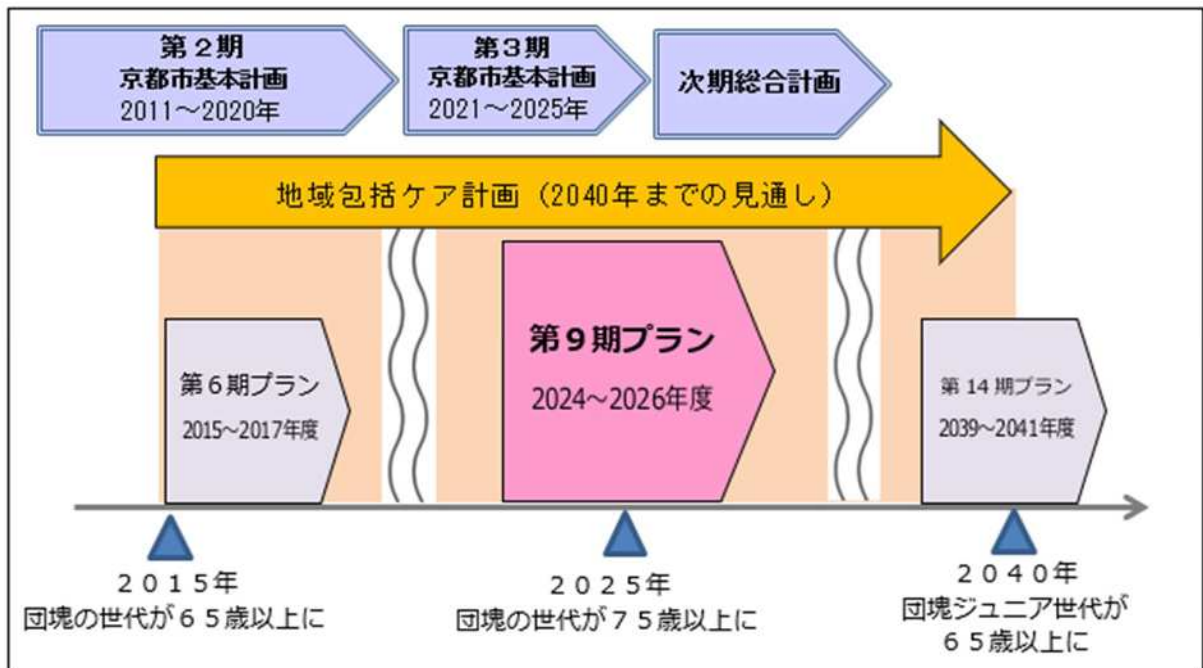 第２期
京都市基本計画
2011～2020年
第３期
京都市基本計画
2021～2025年
次期総合計画
地域包括ケア計画（2040年までの見通し）
第６期プラン
2015～2017年度
第９期プラン
2024～2026年度
第 14 期プラン
2039～2041年度
２０１５年
団塊の世代が６５歳以上に
２０２５年
団塊の世代が７５歳以上に
２０４０年
団塊ジュニア世代が
６５歳以上に